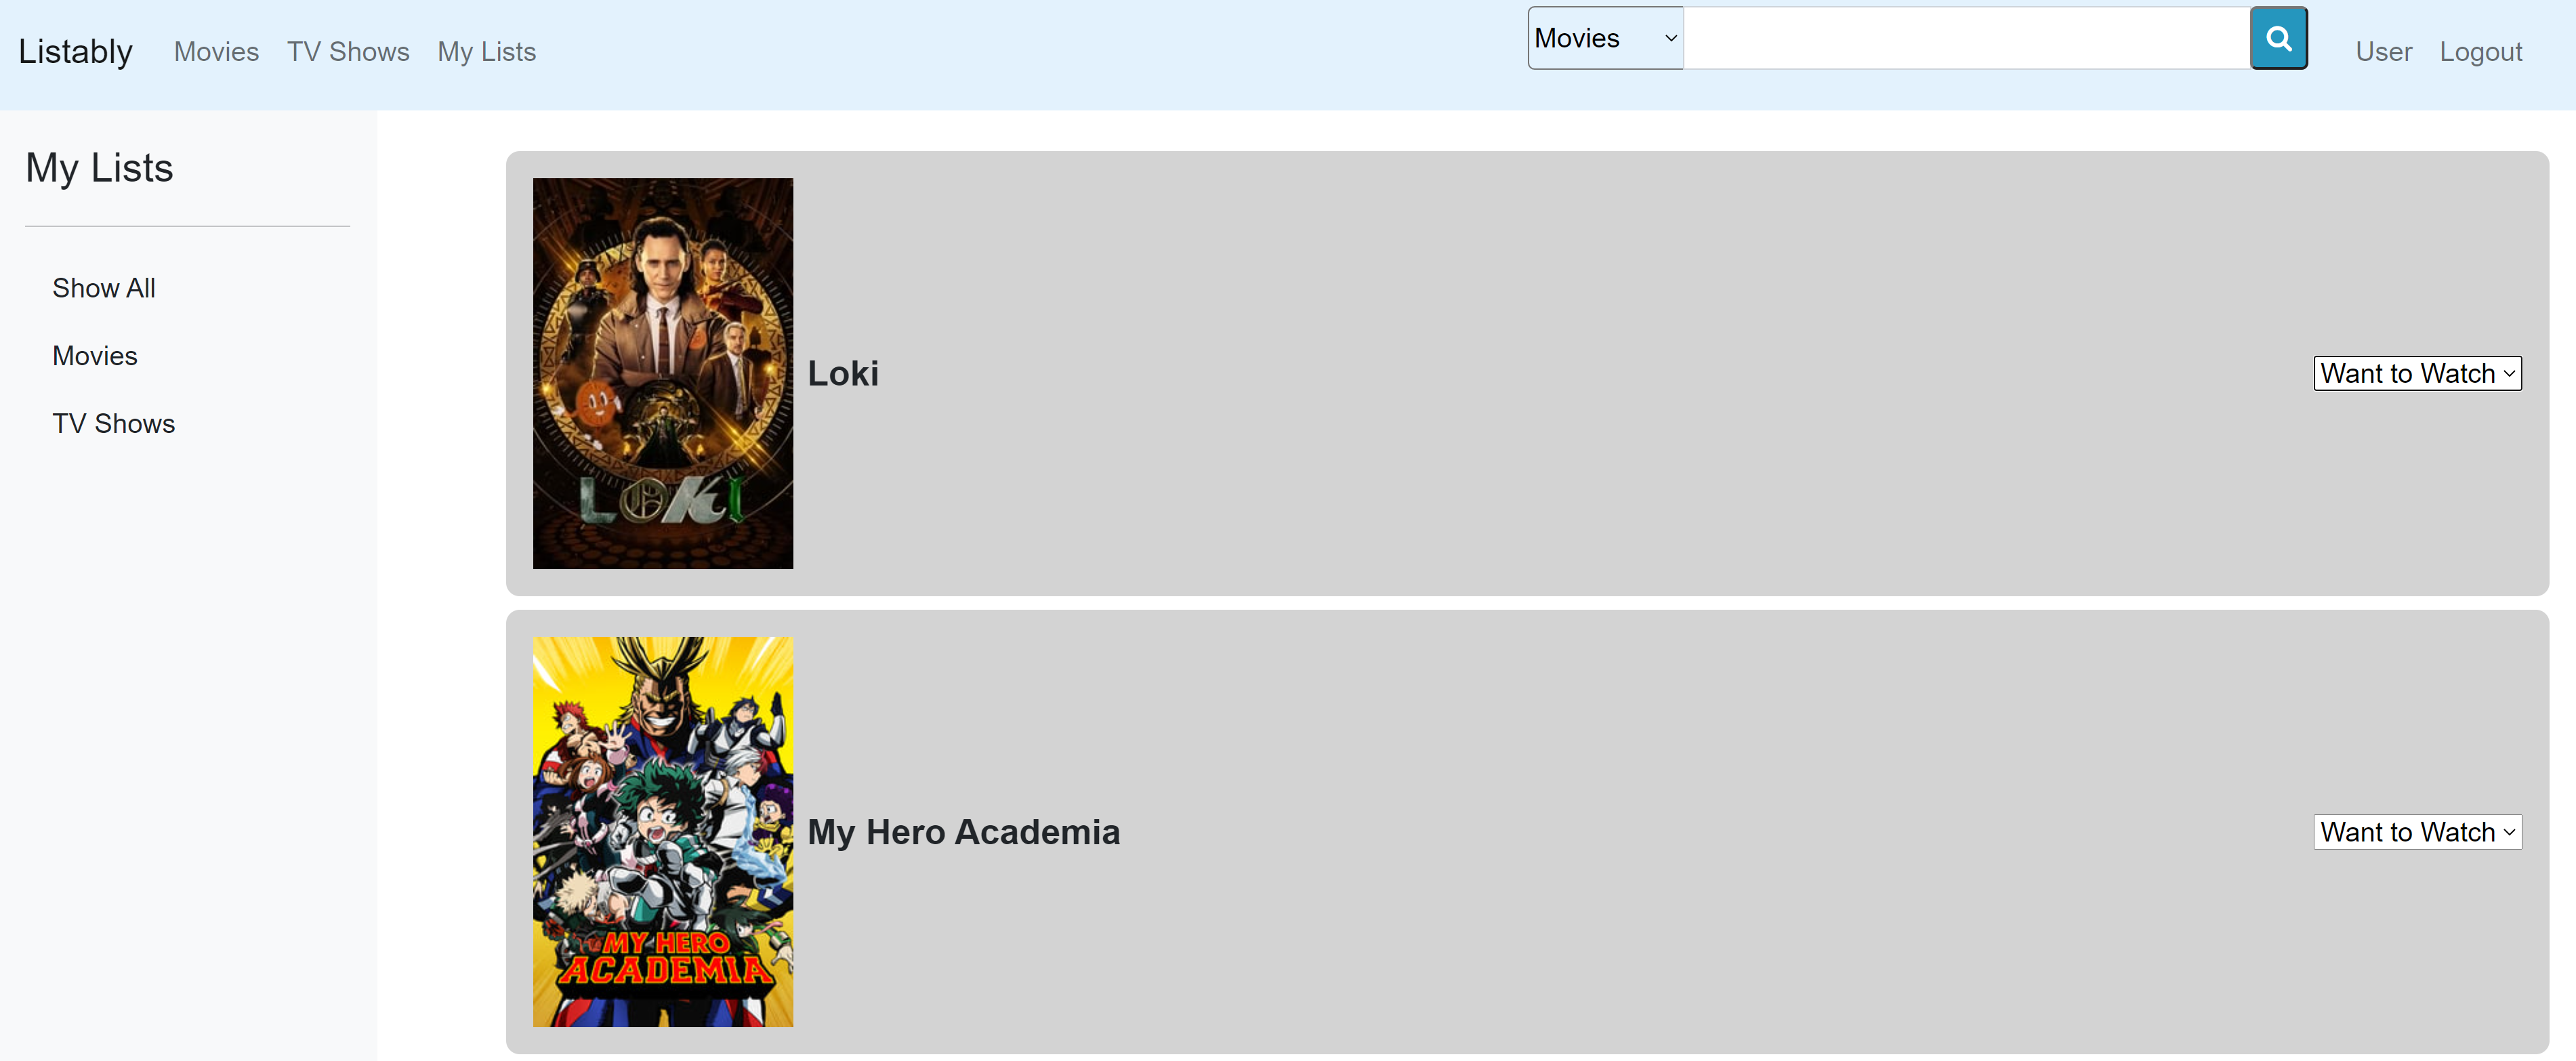 Listably Movies TV Shows My Lists Movies User Logout
My Lists
Show All
Movies
TV Shows
LOKI
Loki
Want to Watch
MY HERO
ACADEMIA
My Hero Academia
Want to Watch